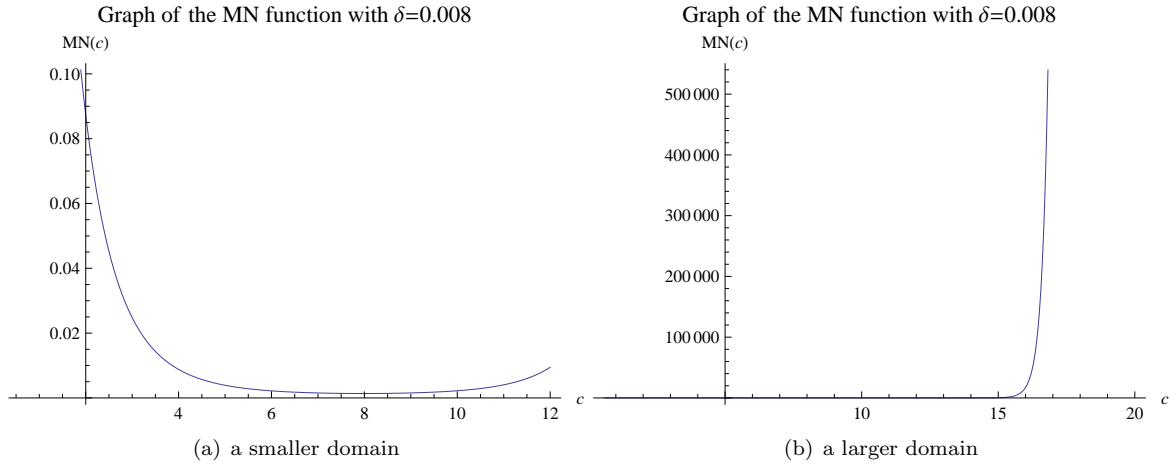 Graph of the MN function with δ=0.008
MN(c)
0.10
0.08
0.06
0.04
0.02
4 6 8 10 12 c
(a) a smaller domain
Graph of the MN function with δ=0.008
MN(c)
500 000
400 000
300 000
200 000
100 000
10 15 20 c
(b) a larger domain